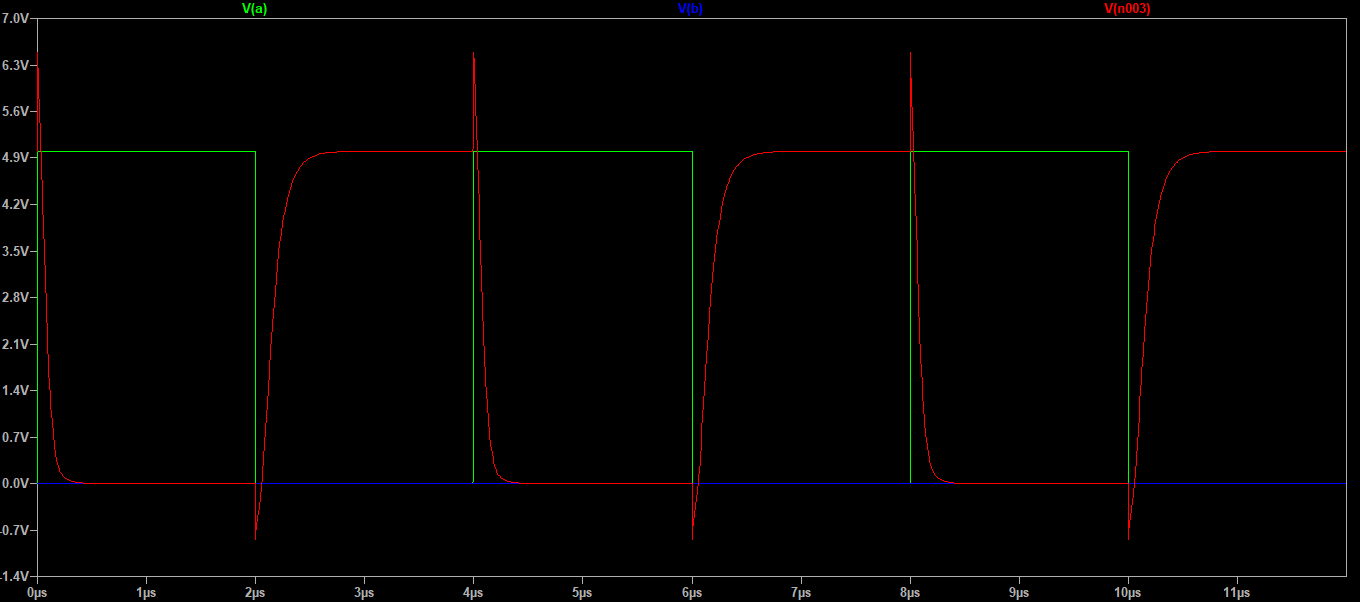 V(a) V(b) V(n003)
7.0V
6.3V
5.6V
4.9V
4.2V
3.5V
2.8V
2.1V
1.4V
0.7V
0.0V
-0.7V
-1.4V
0µs 1µs 2µs 3µs 4µs 5µs 6µs 7µs 8µs 9µs 10µs 11µs